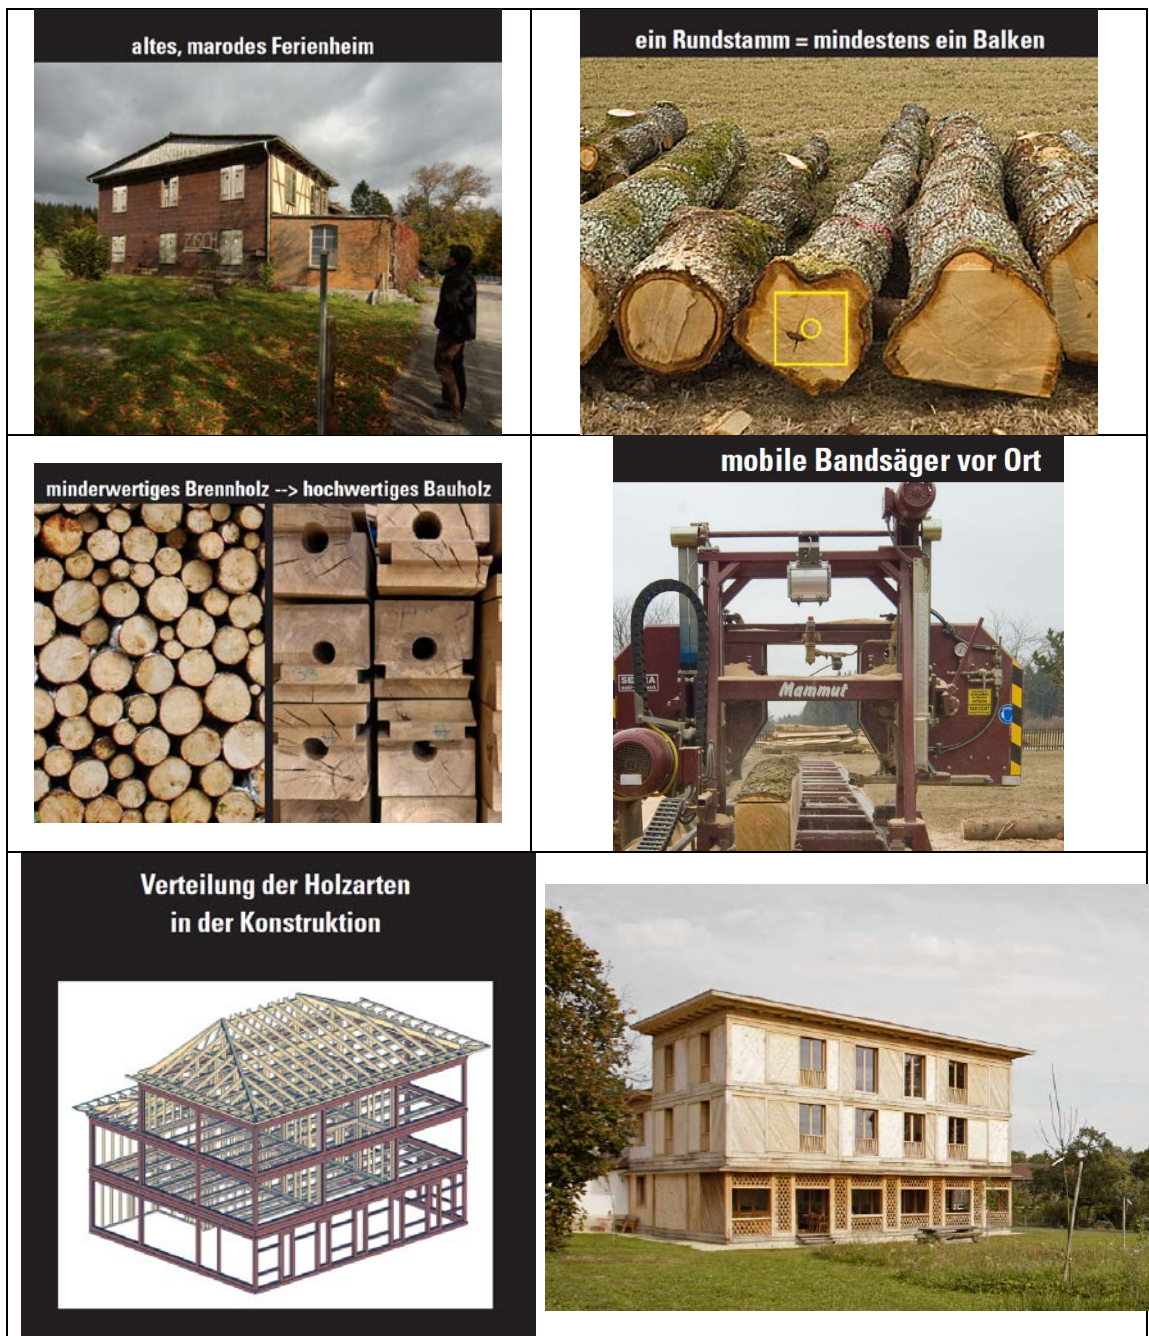 altes, marodes Ferienheim
ein Rundstamm = mindestens ein Balken
minderwertiges Brennholz --> hochwertiges Bauholz
mobile Bandsäger vor Ort
Mammut
Verteilung der Holzarten
in der Konstruktion